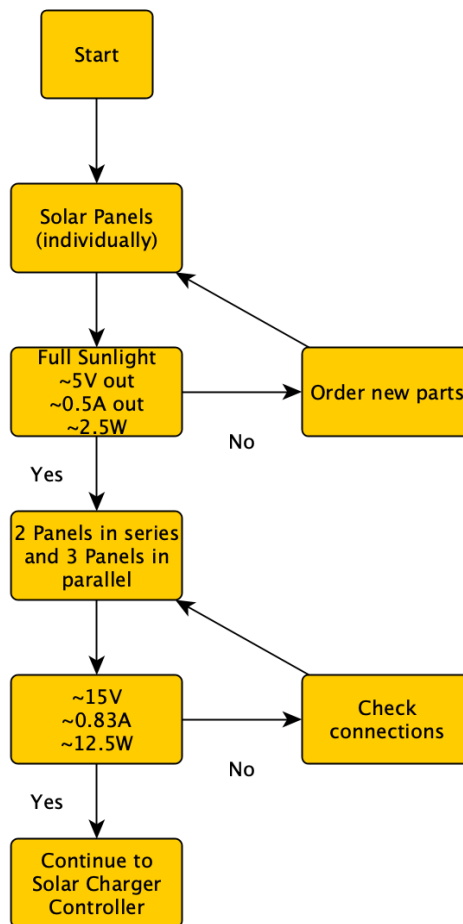 Start
Solar Panels
(individually)
Full Sunlight
~5V out
~0.5A out
~2.5W
Order new parts
No
Yes
2 Panels in series
and 3 Panels in
parallel
~15V
~0.83A
~12.5W
Check
connections
No
Yes
Continue to
Solar Charger
Controller